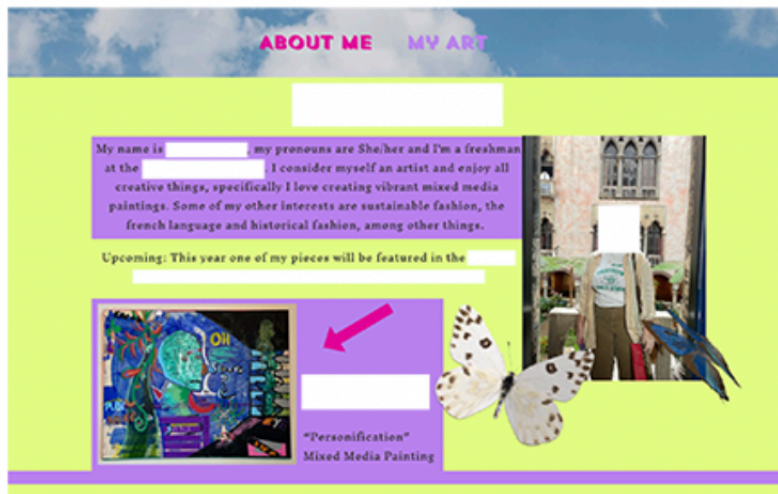 ABOUT ME MY ART
My name is , my pronouns are She/her and I'm a freshman
at the . I consider myself an artist and enjoy all
creative things, specifically I love creating vibrant mixed media
paintings. Some of my other interests are sustainable fashion, the
french language and historical fashion, among other things.
Upcoming: This year one of my pieces will be featured in the
OH
"Personification"
Mixed Media Painting